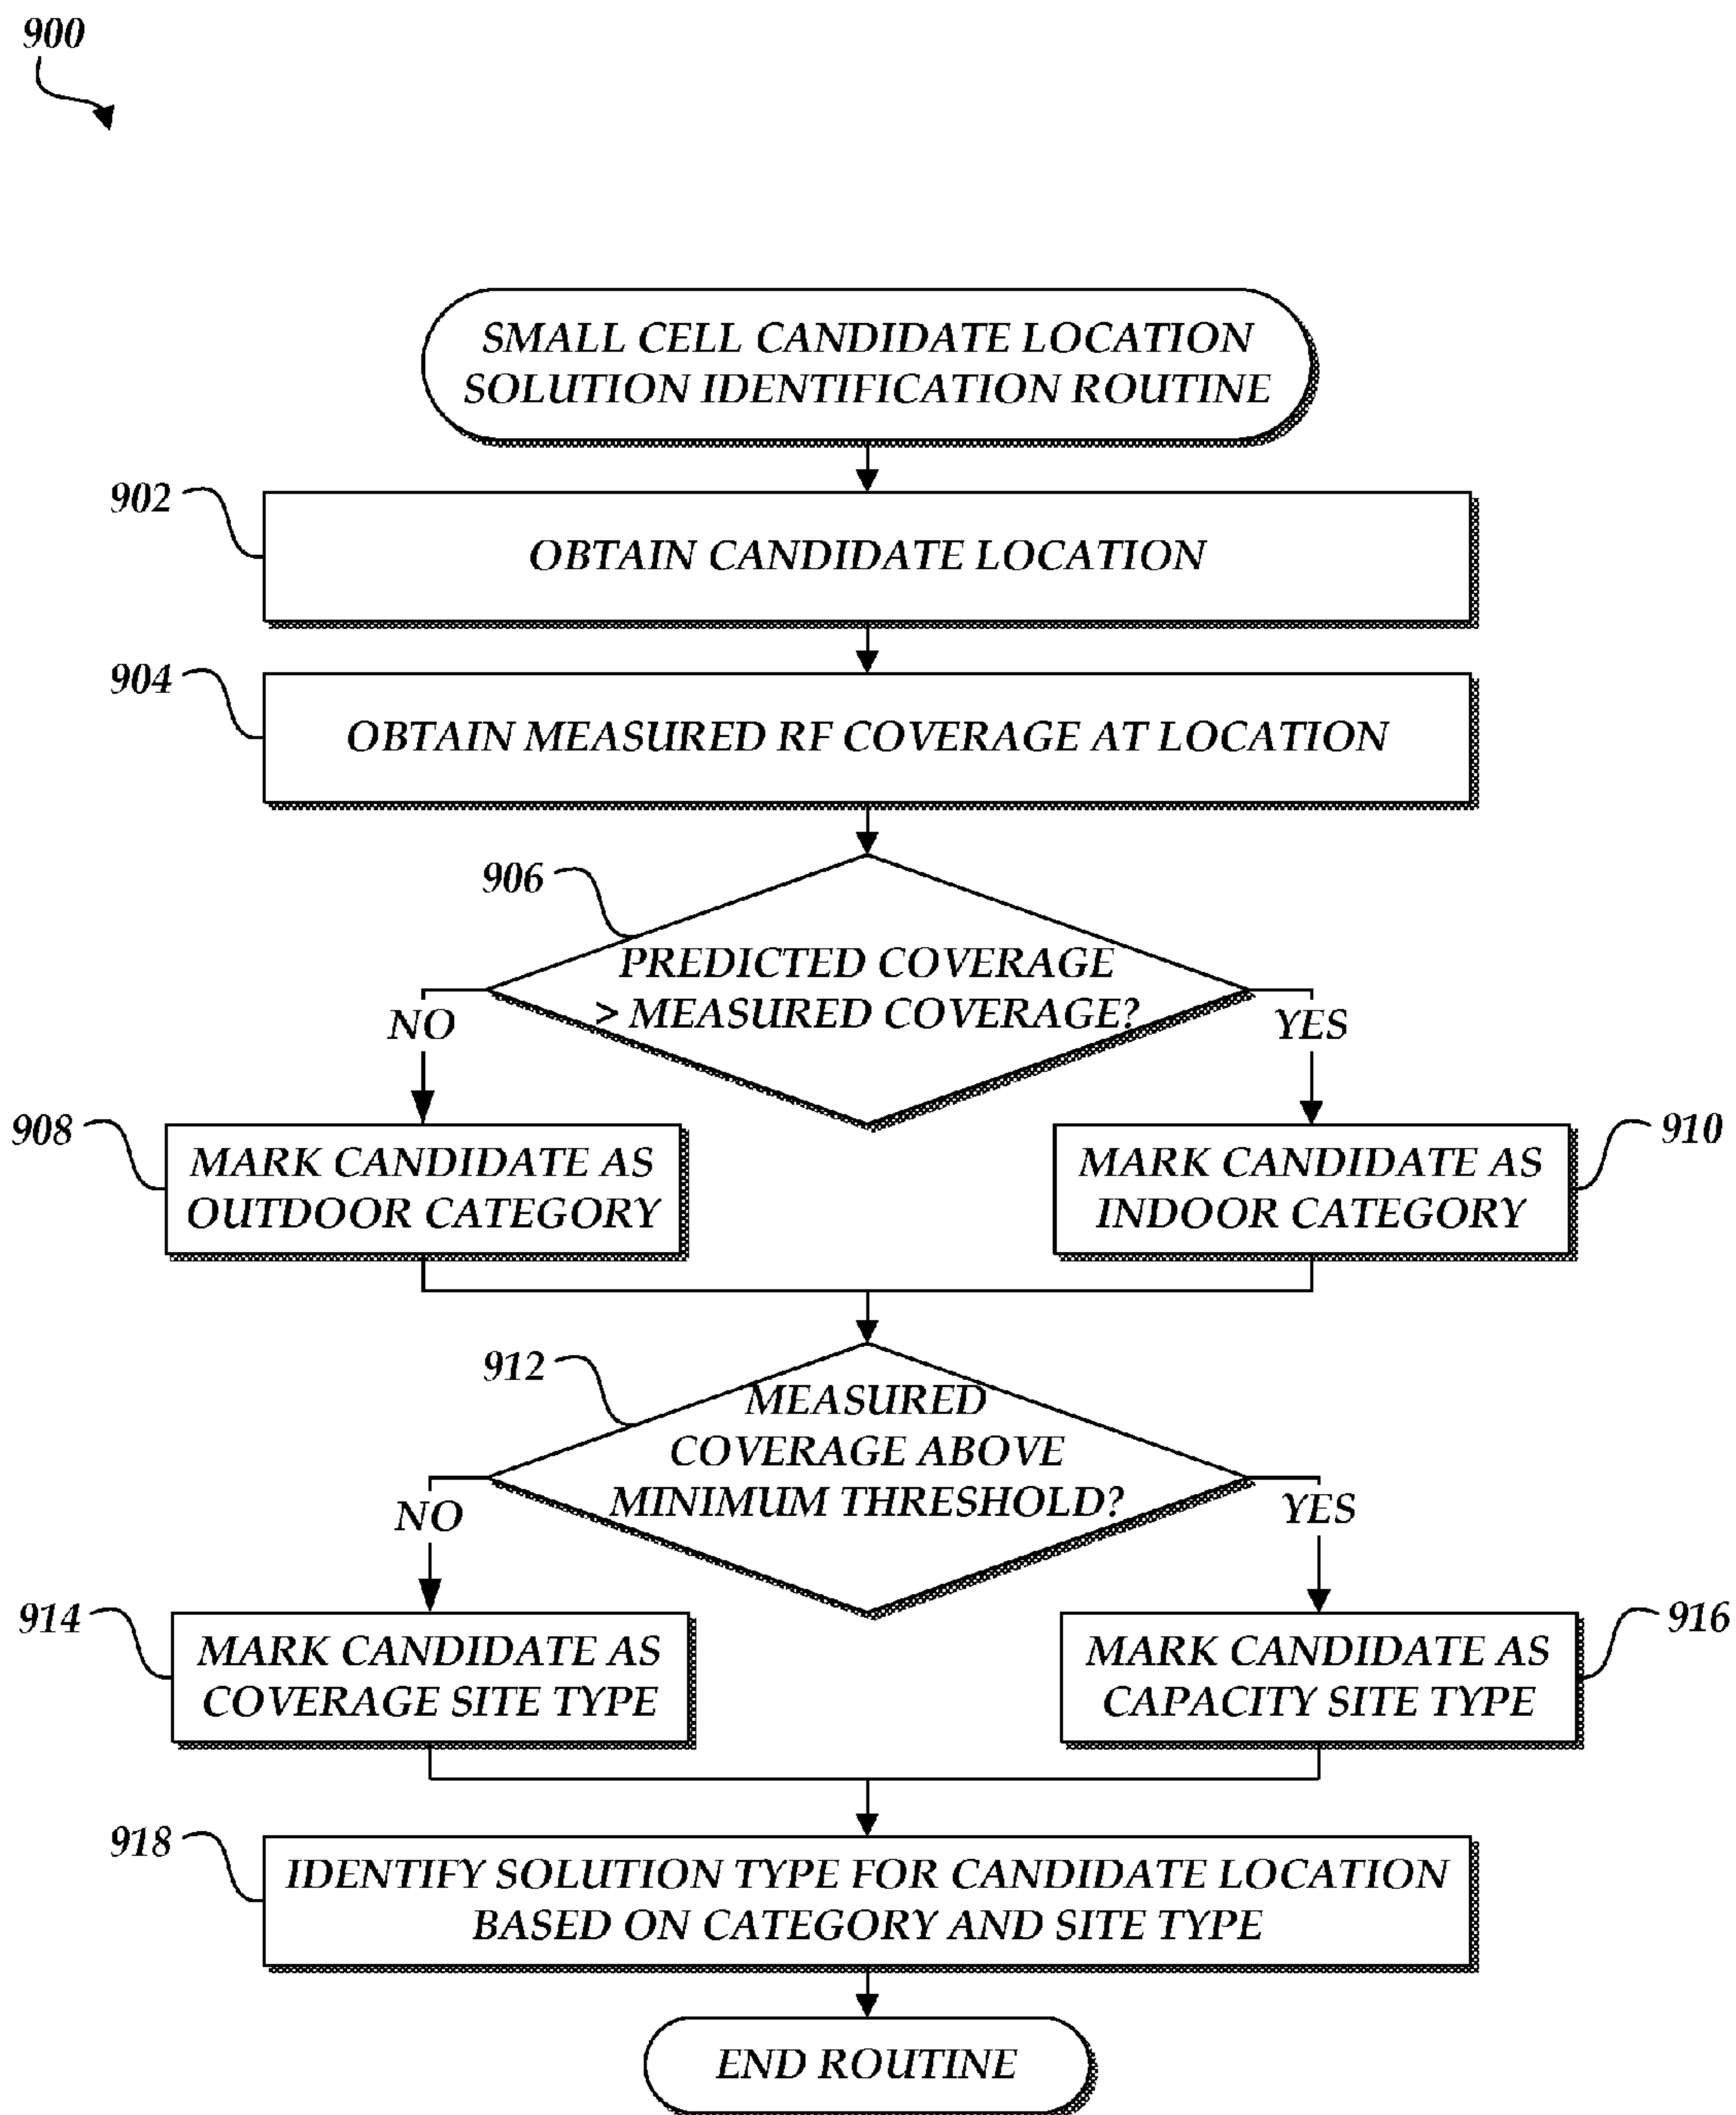 900
SMALL CELL CANDIDATE LOCATION
SOLUTION IDENTIFICATION ROUTINE
902
OBTAIN CANDIDATE LOCATION
904
OBTAIN MEASURED RF COVERAGE AT LOCATION
906
PREDICTED COVERAGE
> MEASURED COVERAGE?
NO
YES
908
MARK CANDIDATE AS
OUTDOOR CATEGORY
MARK CANDIDATE AS
INDOOR CATEGORY
910
912
MEASURED
COVERAGE ABOVE
MINIMUM THRESHOLD?
NO
YES
914
MARK CANDIDATE AS
COVERAGE SITE TYPE
MARK CANDIDATE AS
CAPACITY SITE TYPE
916
918
IDENTIFY SOLUTION TYPE FOR CANDIDATE LOCATION
BASED ON CATEGORY AND SITE TYPE
END ROUTINE